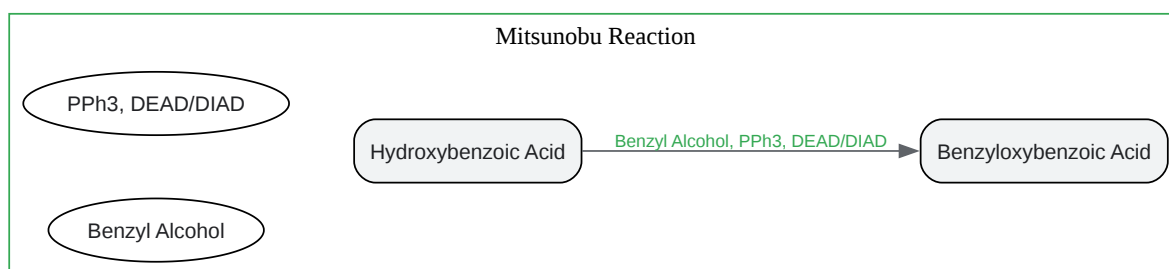 Mitsunobu Reaction
PPh3, DEAD/DIAD
Hydroxybenzoic Acid
Benzyl Alcohol, PPh3, DEAD/DIAD
Benzyloxybenzoic Acid
Benzyl Alcohol